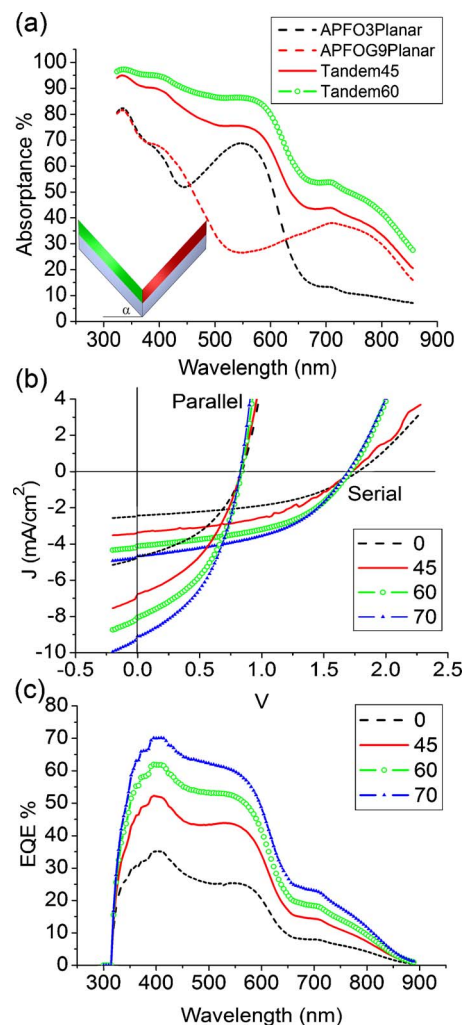 (a)
APFO3Planar
APFOG9Planar
Tandem45
Tandem60
100
90
80
70
60
50
40
30
20
10
0
Absorptance %
α
300 400 500 600 700 800 900
Wavelength (nm)
(b)
4
2
0
-2
-4
-6
-8
-10
J (mA/cm²)
Parallel
Serial
0
45
60
70
-0.5 0.0 0.5 1.0 1.5 2.0 2.5
V
(c)
80
70
60
50
40
30
20
10
0
EQE %
0
45
60
70
300 400 500 600 700 800 900
Wavelength (nm)